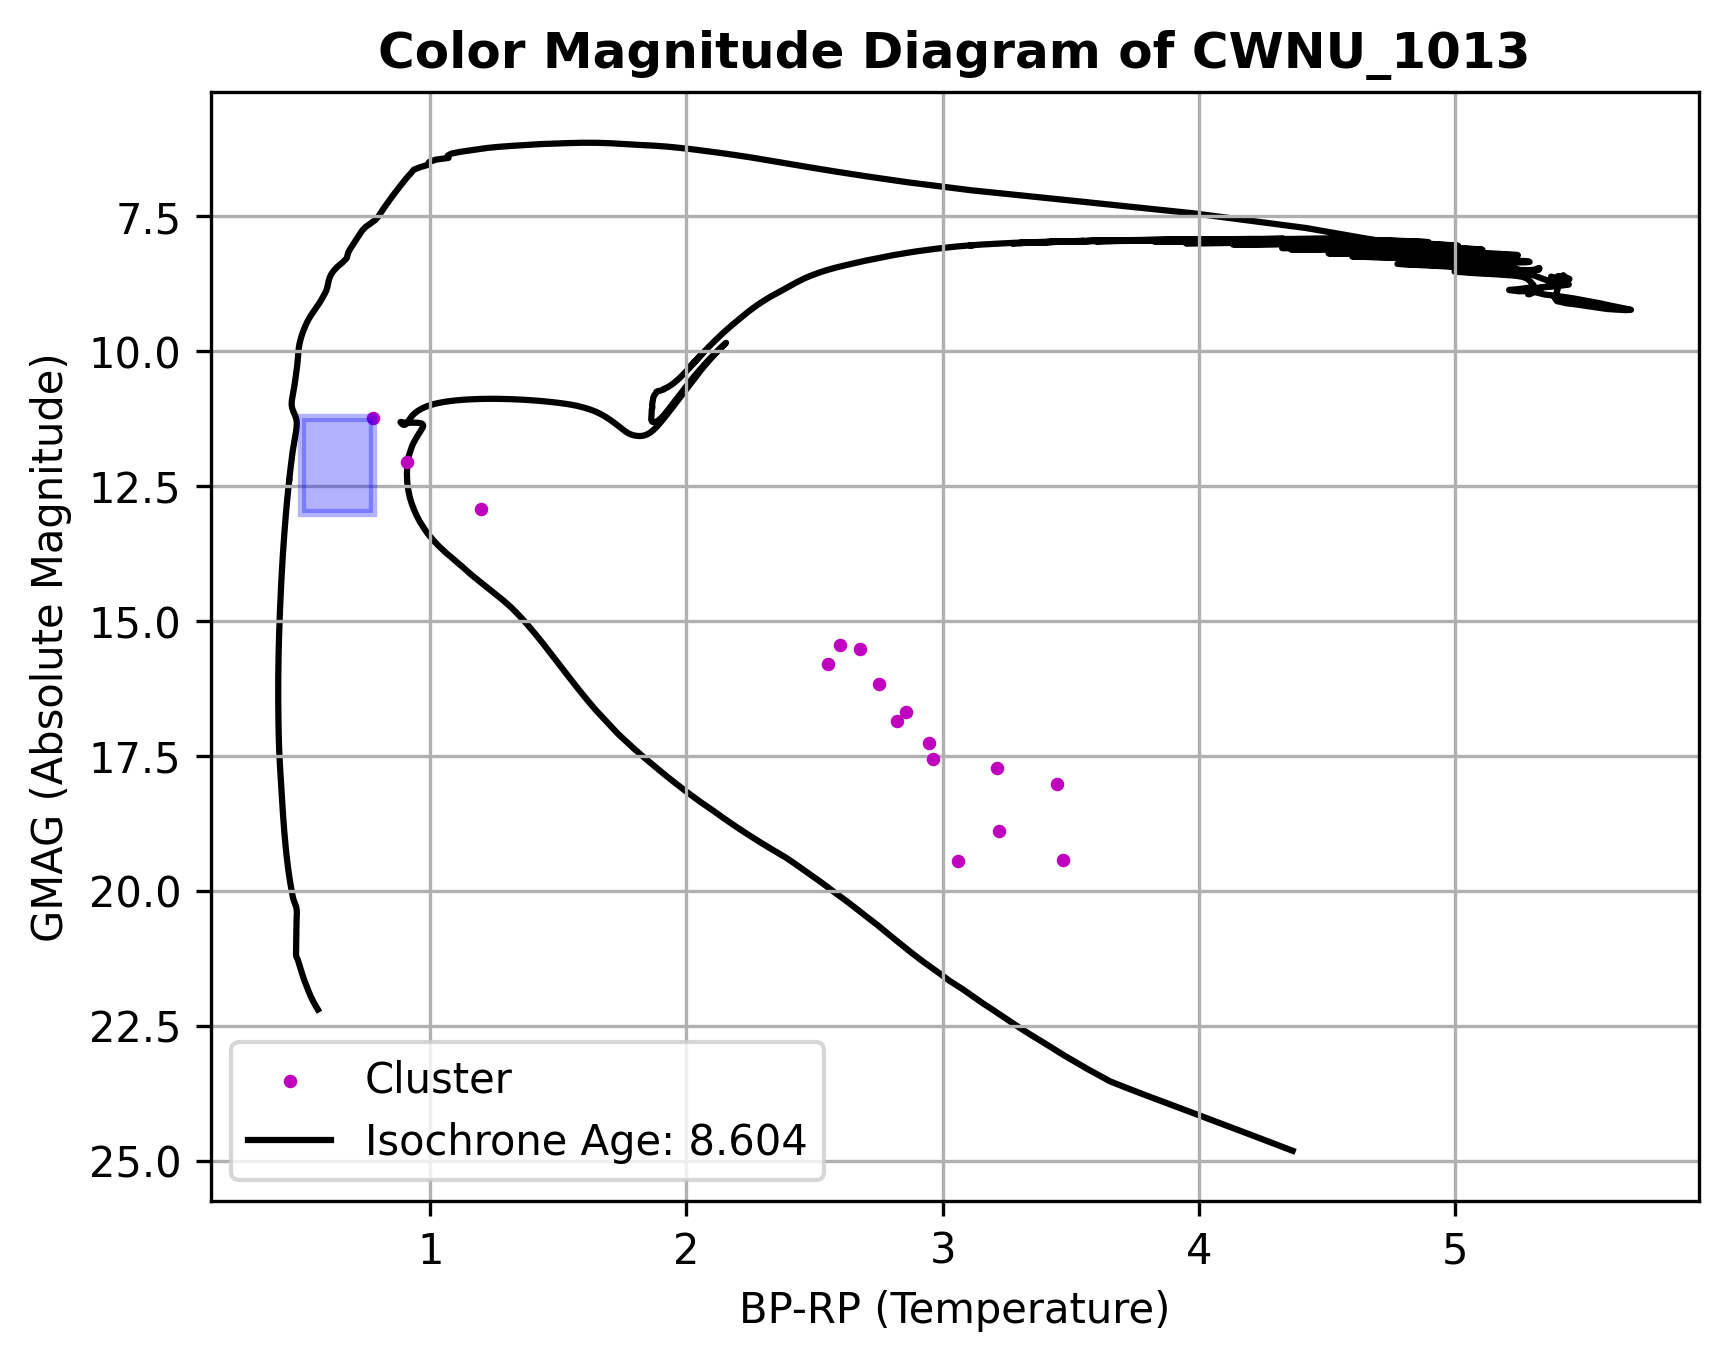 Color Magnitude Diagram of CWNU_1013
GMAG (Absolute Magnitude)
7.5
10.0
12.5
15.0
17.5
20.0
22.5
25.0
Cluster
Isochrone Age: 8.604
1 2 3 4 5
BP-RP (Temperature)